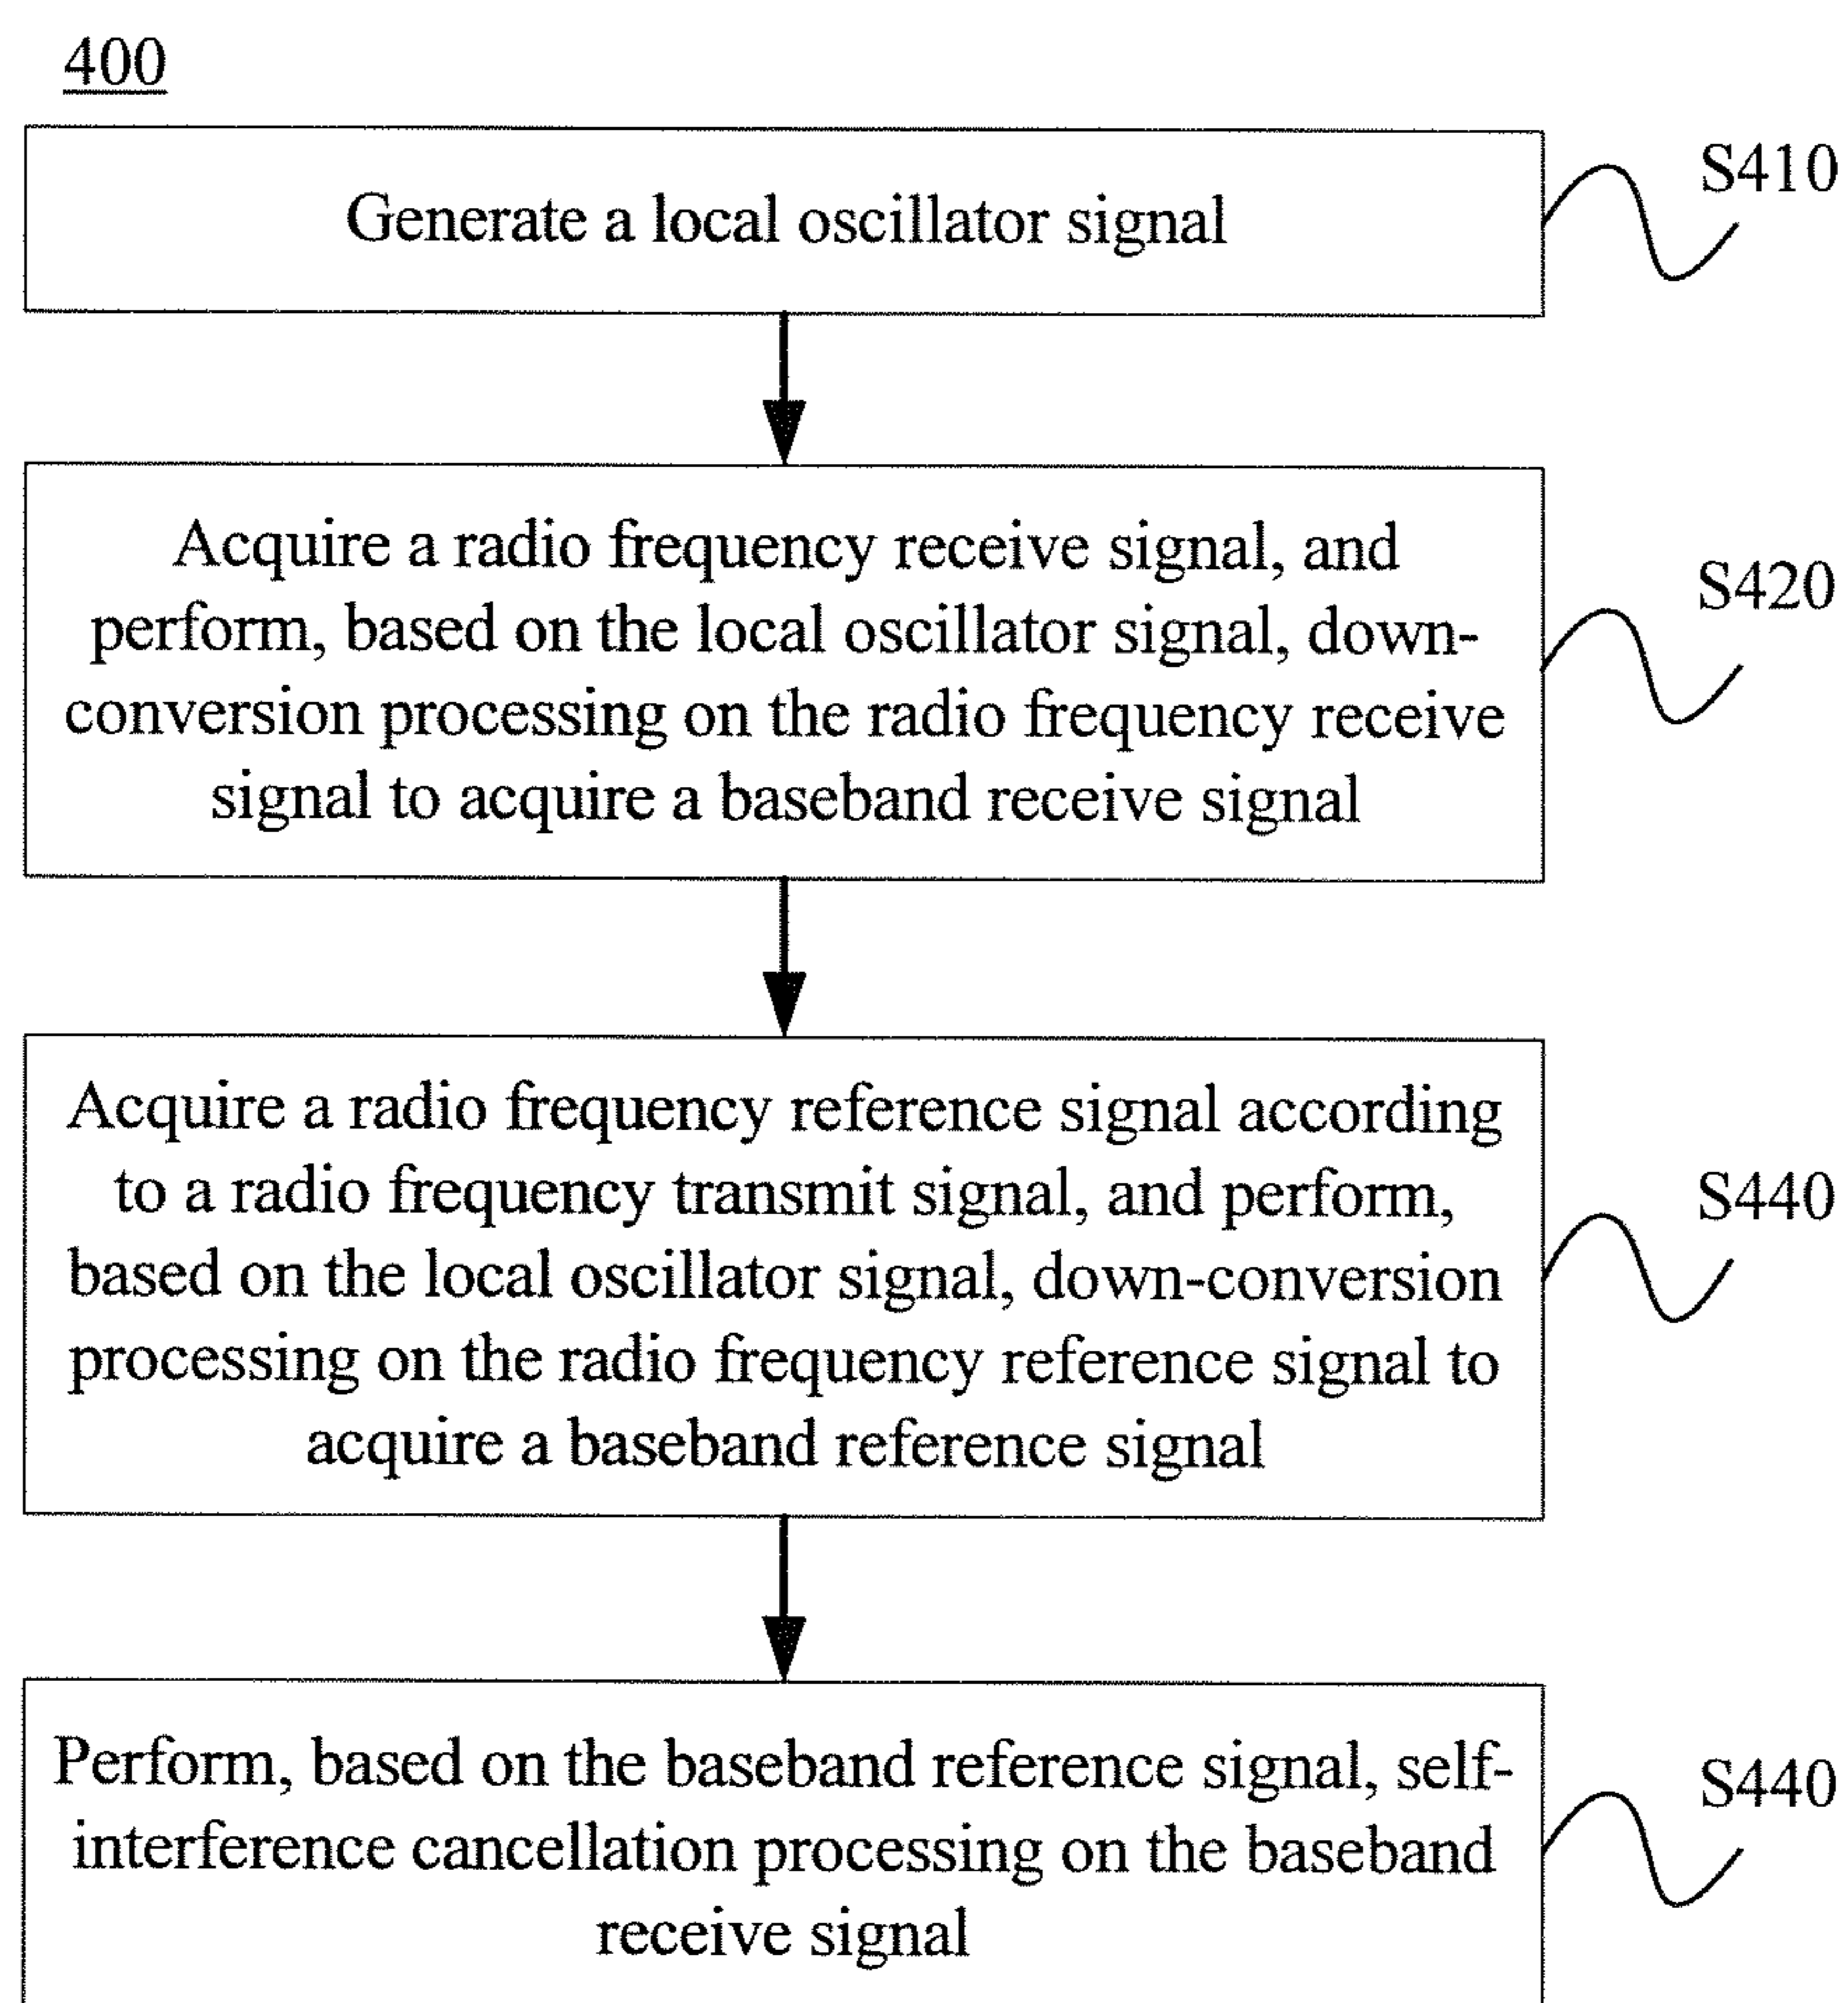 400
Generate a local oscillator signal
S410
Acquire a radio frequency receive signal, and
perform, based on the local oscillator signal, down-
conversion processing on the radio frequency receive
signal to acquire a baseband receive signal
S420
Acquire a radio frequency reference signal according
to a radio frequency transmit signal, and perform,
based on the local oscillator signal, down-conversion
processing on the radio frequency reference signal to
acquire a baseband reference signal
S440
Perform, based on the baseband reference signal, self-
interference cancellation processing on the baseband
receive signal
S440